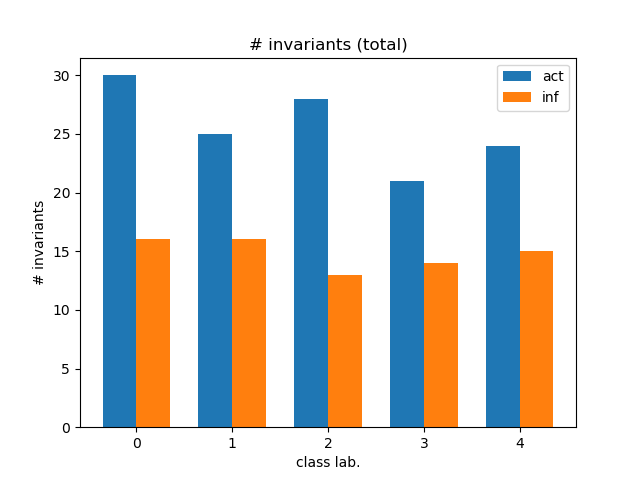 # invariants (total)
act
inf
# invariants
30
25
20
15
10
5
0
0 1 2 3 4
class lab.